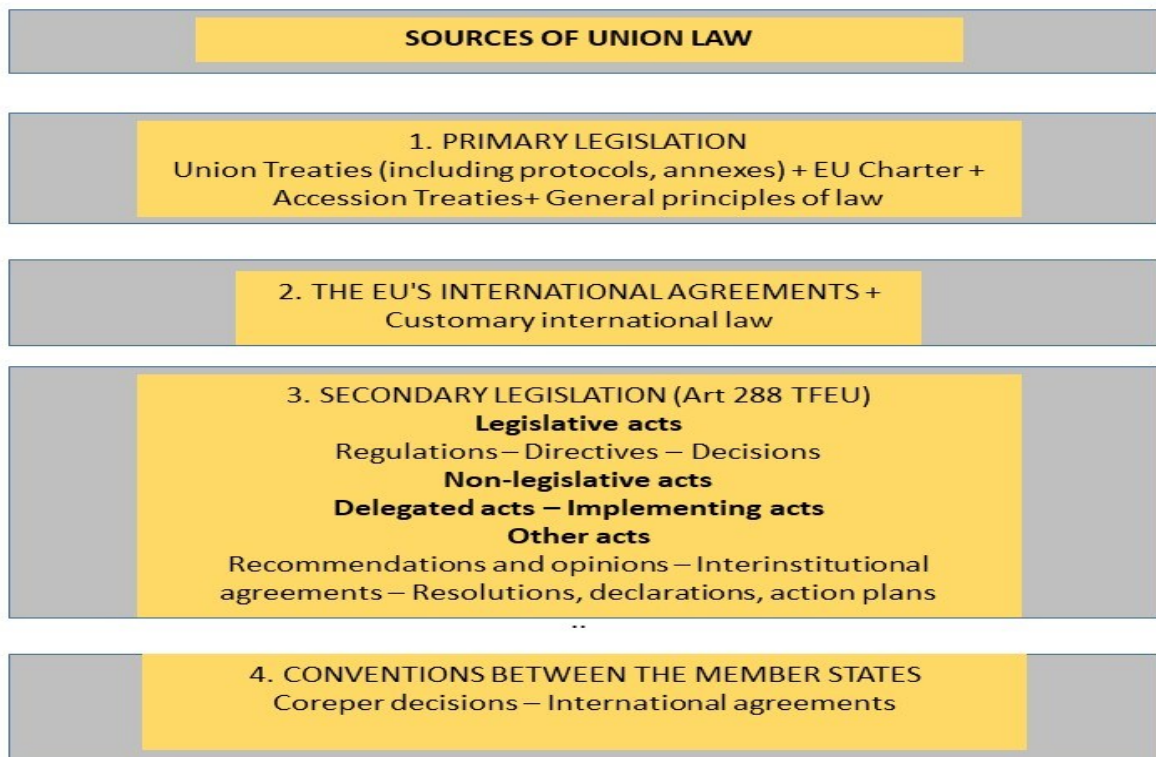 SOURCES OF UNION LAW
1. PRIMARY LEGISLATION
Union Treaties (including protocols, annexes) + EU Charter +
Accession Treaties+ General principles of law
2. THE EU'S INTERNATIONAL AGREEMENTS +
Customary international law
3. SECONDARY LEGISLATION (Art 288 TFEU)
Legislative acts
Regulations – Directives – Decisions
Non-legislative acts
Delegated acts – Implementing acts
Other acts
Recommendations and opinions – Interinstitutional
agreements – Resolutions, declarations, action plans
..
4. CONVENTIONS BETWEEN THE MEMBER STATES
Coreper decisions – International agreements